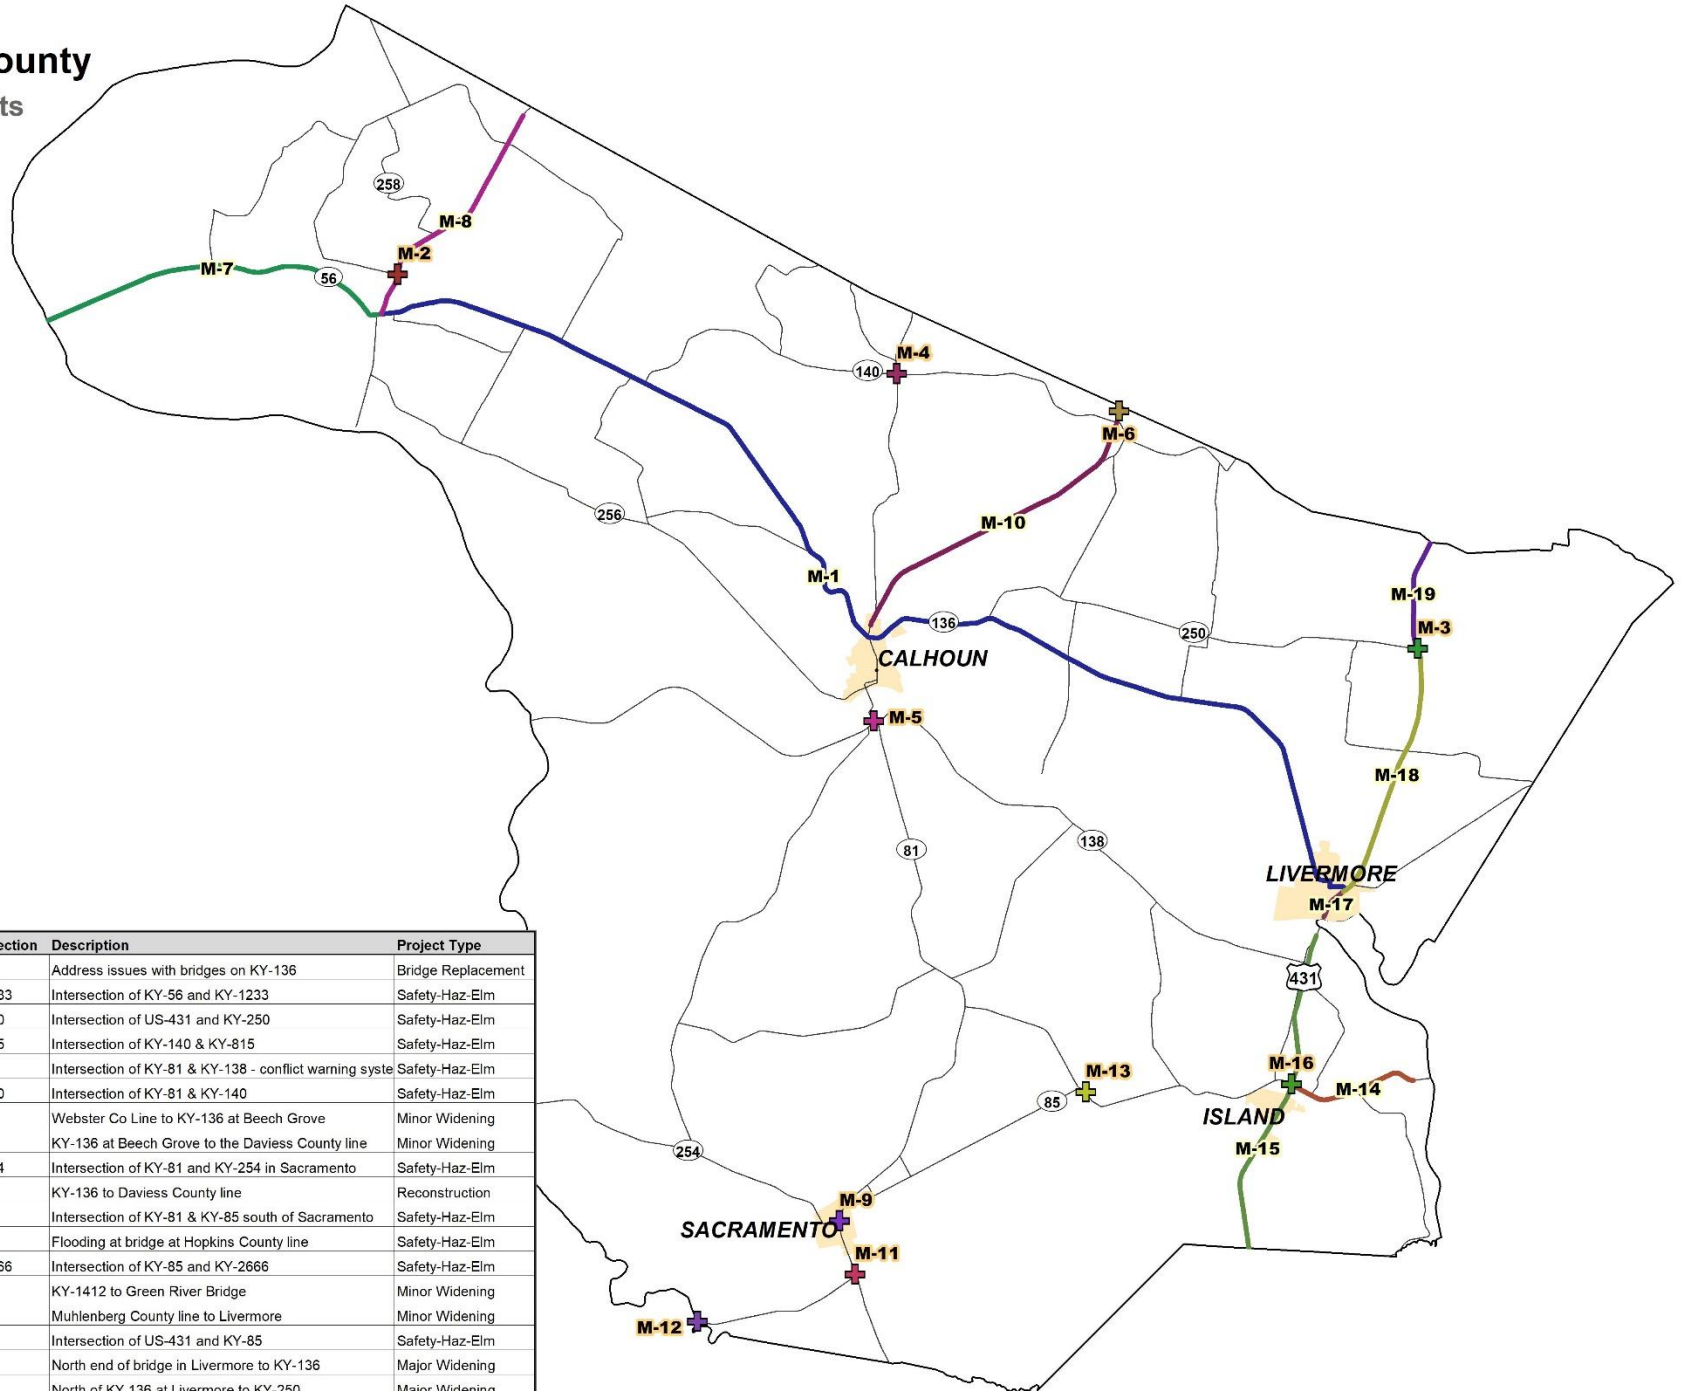 ounty
ts
258
M-8
M-2
M-7
56
M-4
140
M-6
256
M-10
M-1
M-19
136
M-3
250
CALHOUN
M-5
M-18
81
138
LIVERMORE
M-17
431
M-16
M-13
M-14
85
ISLAND
M-15
254
M-9
SACRAMENTO
M-11
M-12
ection Description Project Type
Address issues with bridges on KY-136 Bridge Replacement
33 Intersection of KY-56 and KY-1233 Safety-Haz-Elm
0 Intersection of US-431 and KY-250 Safety-Haz-Elm
5 Intersection of KY-140 & KY-815 Safety-Haz-Elm
Intersection of KY-81 & KY-138 - conflict warning syste Safety-Haz-Elm
0 Intersection of KY-81 & KY-140 Safety-Haz-Elm
Webster Co Line to KY-136 at Beech Grove Minor Widening
KY-136 at Beech Grove to the Daviess County line Minor Widening
4 Intersection of KY-81 and KY-254 in Sacramento Safety-Haz-Elm
KY-136 to Daviess County line Reconstruction
Intersection of KY-81 & KY-85 south of Sacramento Safety-Haz-Elm
Flooding at bridge at Hopkins County line Safety-Haz-Elm
66 Intersection of KY-85 and KY-2666 Safety-Haz-Elm
KY-1412 to Green River Bridge Minor Widening
Muhlenberg County line to Livermore Minor Widening
Intersection of US-431 and KY-85 Safety-Haz-Elm
North end of bridge in Livermore to KY-136 Major Widening
North of KY 136 at Livermore to KY-250 Major Widening